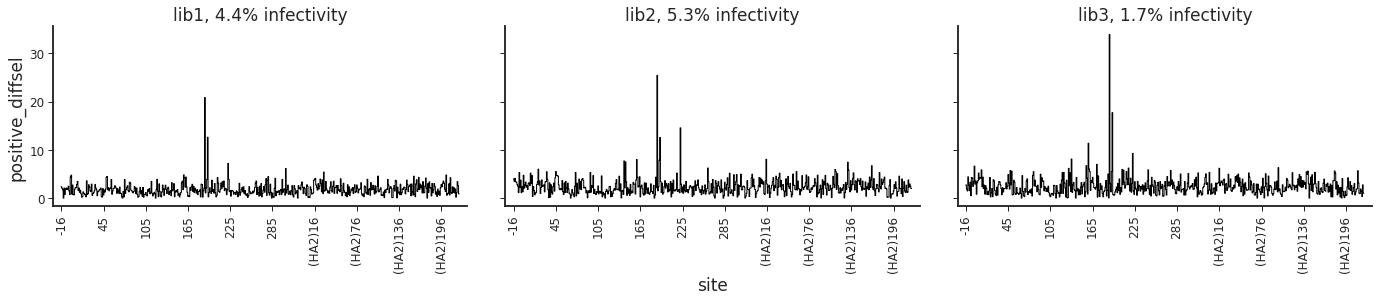 lib1, 4.4% infectivity
lib2, 5.3% infectivity
lib3, 1.7% infectivity
positive_diffsel
30
20
10
0
-16 45 105 165 225 285 (HA2)16 (HA2)76 (HA2)136 (HA2)196
-16 45 105 165 225 285 (HA2)16 (HA2)76 (HA2)136 (HA2)196
-16 45 105 165 225 285 (HA2)16 (HA2)76 (HA2)136 (HA2)196
site